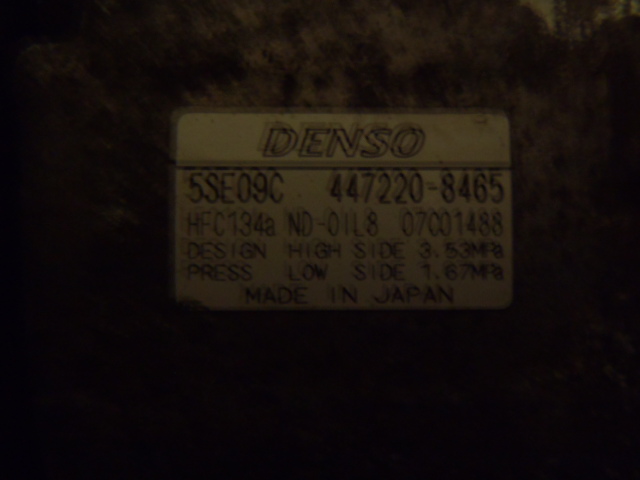 DENSO
5SE09C 447220-8465
HFC134a ND-OIL8 07001488
DESIGN HIGH SIDE 3.53MPa
PRESS LOW SIDE 1.67MPa
MADE IN JAPAN